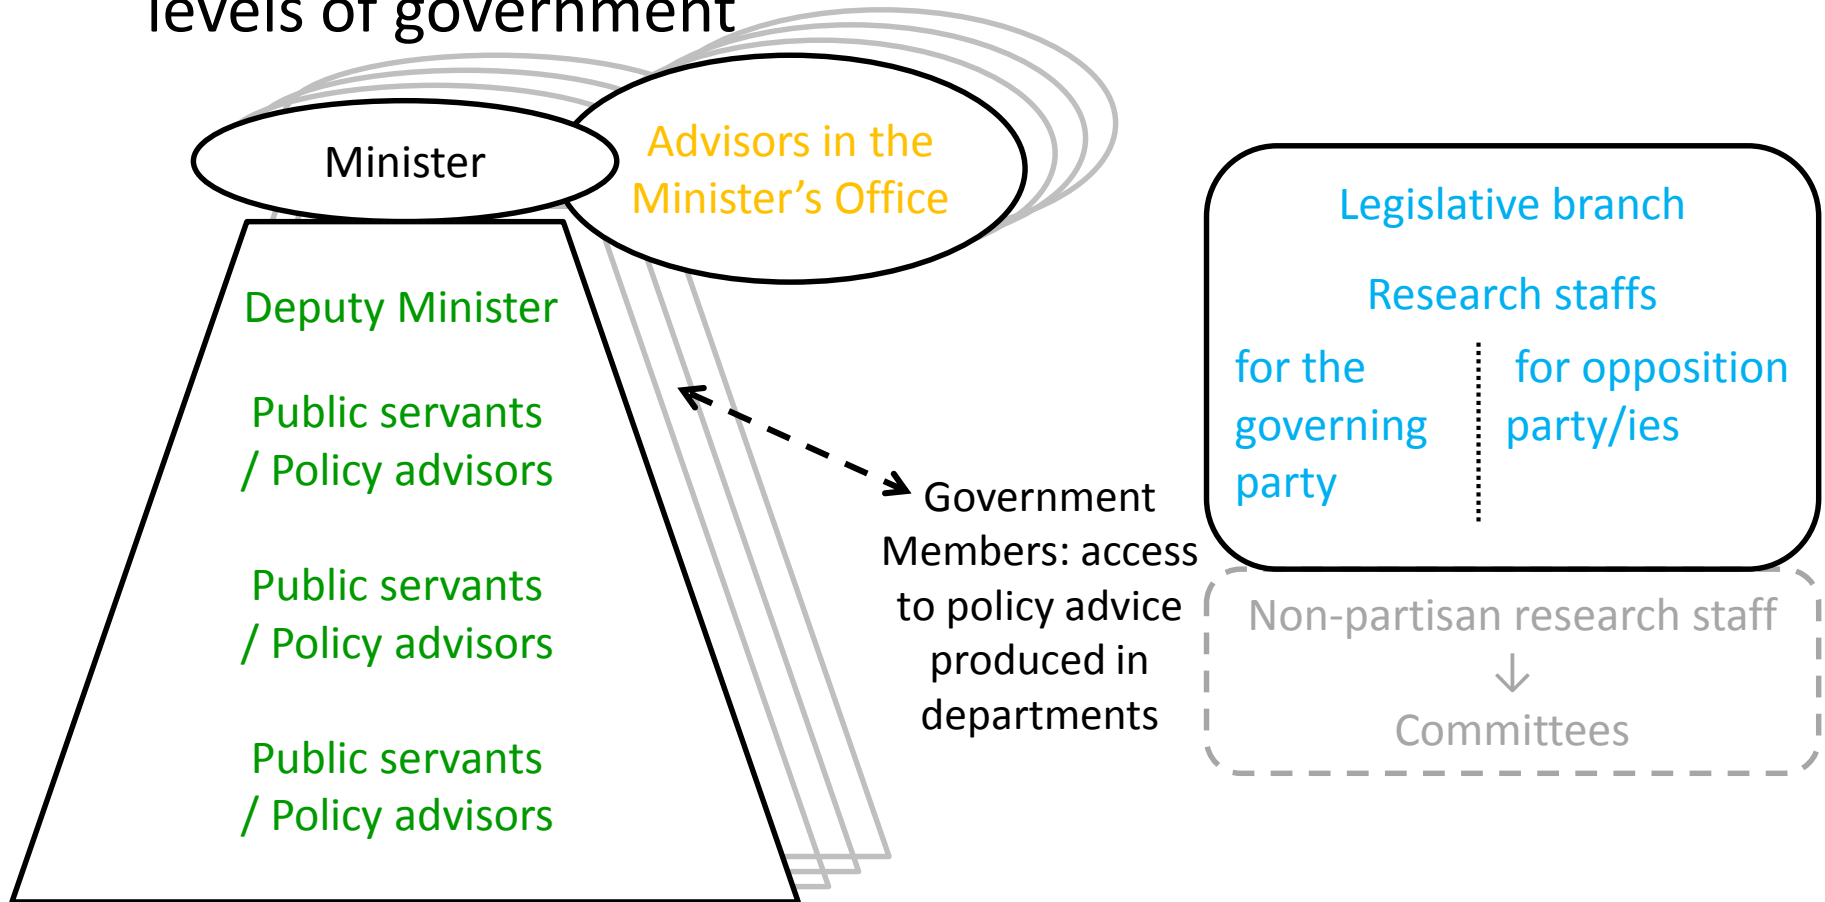 levels of government
Minister
Advisors in the
Minister’s Office
Deputy Minister
Public servants
/ Policy advisors
Public servants
/ Policy advisors
Public servants
/ Policy advisors
Government
Members: access
to policy advice
produced in
departments
Legislative branch
Research staffs
for the
governing
party
for opposition
party/ies
Non-partisan research staff
↓
Committees